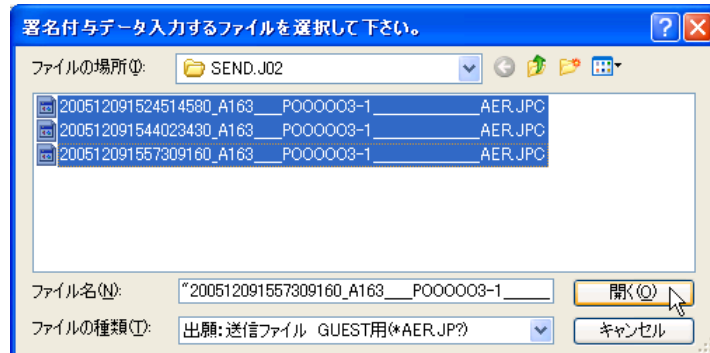 署名付与データ入力するファイルを選択して下さい。
ファイルの場所(I): SEND.J02
200512091524514580_A163___POOOOO3-1____________AER.JPC
200512091544023430_A163___POOOOO3-1____________AER.JPC
200512091557309160_A163___POOOOO3-1____________AER.JPC
ファイル名(N): "200512091557309160_A163___POOOOO3-1_____ 開く(O)
ファイルの種類(T): 出願:送信ファイル GUEST用(*AER.JP?) キャンセル